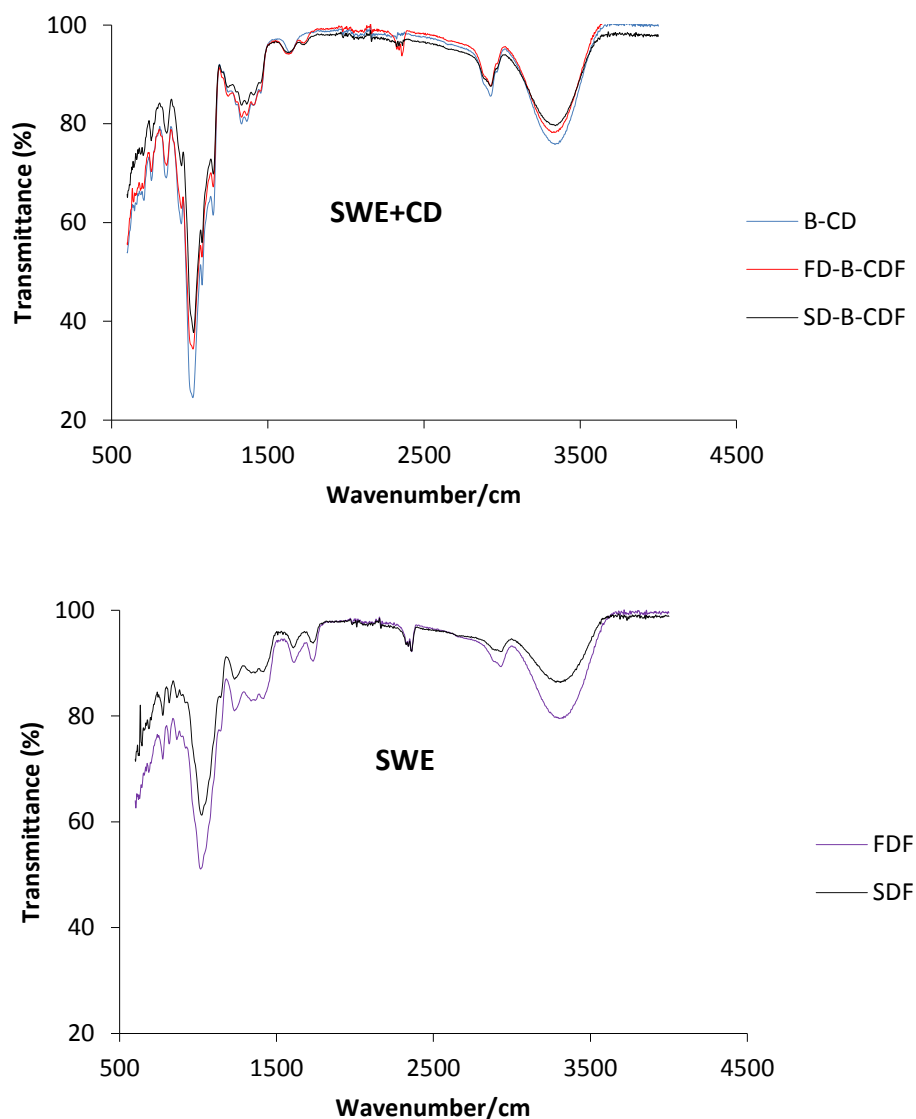 100
80
60
40
20
Transmittance (%)
SWE+CD
B-CD
FD-B-CDF
SD-B-CDF
500 1500 2500 3500 4500
Wavenumber/cm
100
80
60
40
20
Transmittance (%)
SWE
FDF
SDF
500 1500 2500 3500 4500
Wavenumber/cm